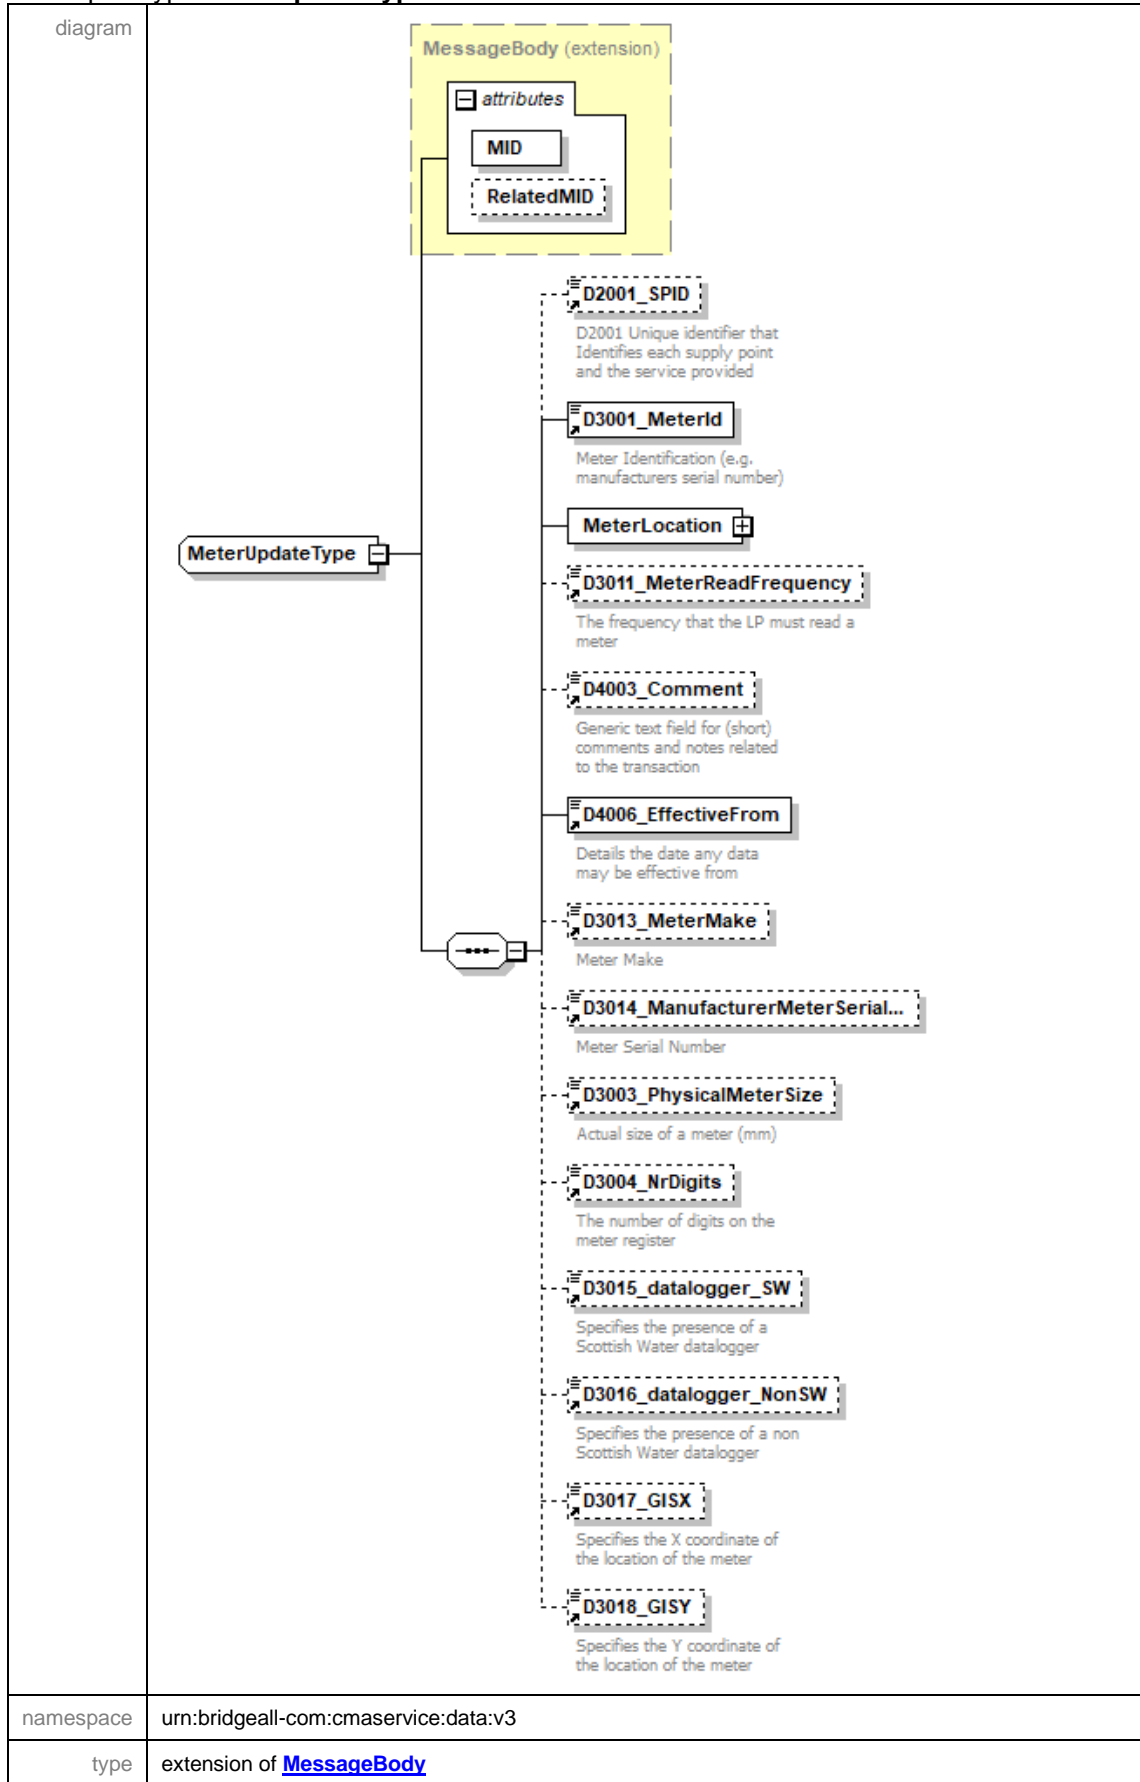 diagram
MessageBody (extension)
attributes
MID
RelatedMID
D2001_SPID
D2001 Unique identifier that
Identifies each supply point
and the service provided
D3001_MeterId
Meter Identification (e.g.
manufacturers serial number)
MeterLocation
MeterUpdateType
D3011_MeterReadFrequency
The frequency that the LP must read a
meter
D4003_Comment
Generic text field for (short)
comments and notes related
to the transaction
D4006_EffectiveFrom
Details the date any data
may be effective from
D3013_MeterMake
Meter Make
D3014_ManufacturerMeterSerial...
Meter Serial Number
D3003_PhysicalMeterSize
Actual size of a meter (mm)
D3004_NrDigits
The number of digits on the
meter register
D3015_datalogger_SW
Specifies the presence of a
Scottish Water datalogger
D3016_datalogger_NonSW
Specifies the presence of a non
Scottish Water datalogger
D3017_GISX
Specifies the X coordinate of
the location of the meter
D3018_GISY
Specifies the Y coordinate of
the location of the meter
namespace urn:bridgeall-com:cmaservice:data:v3
type extension of MessageBody